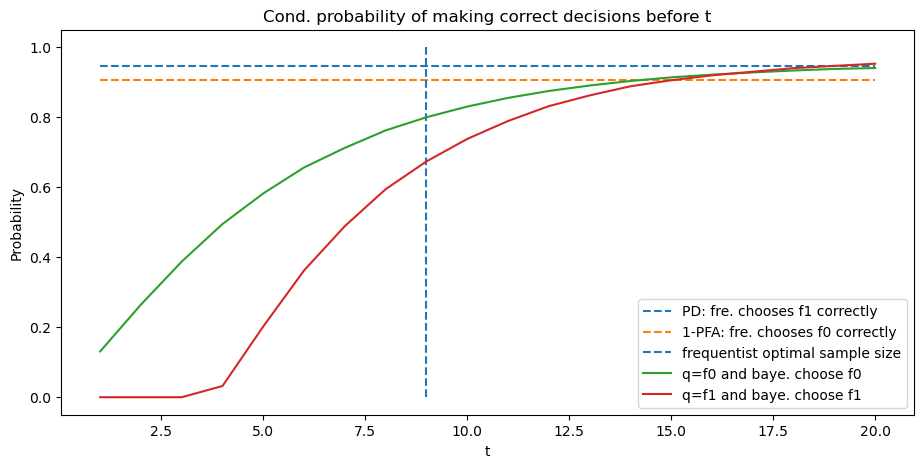 Cond. probability of making correct decisions before t
1.0
0.8
0.6
0.4
0.2
0.0
Probability
PD: fre. chooses f1 correctly
1-PFA: fre. chooses f0 correctly
frequentist optimal sample size
q=f0 and baye. choose f0
q=f1 and baye. choose f1
2.5 5.0 7.5 10.0 12.5 15.0 17.5 20.0
t